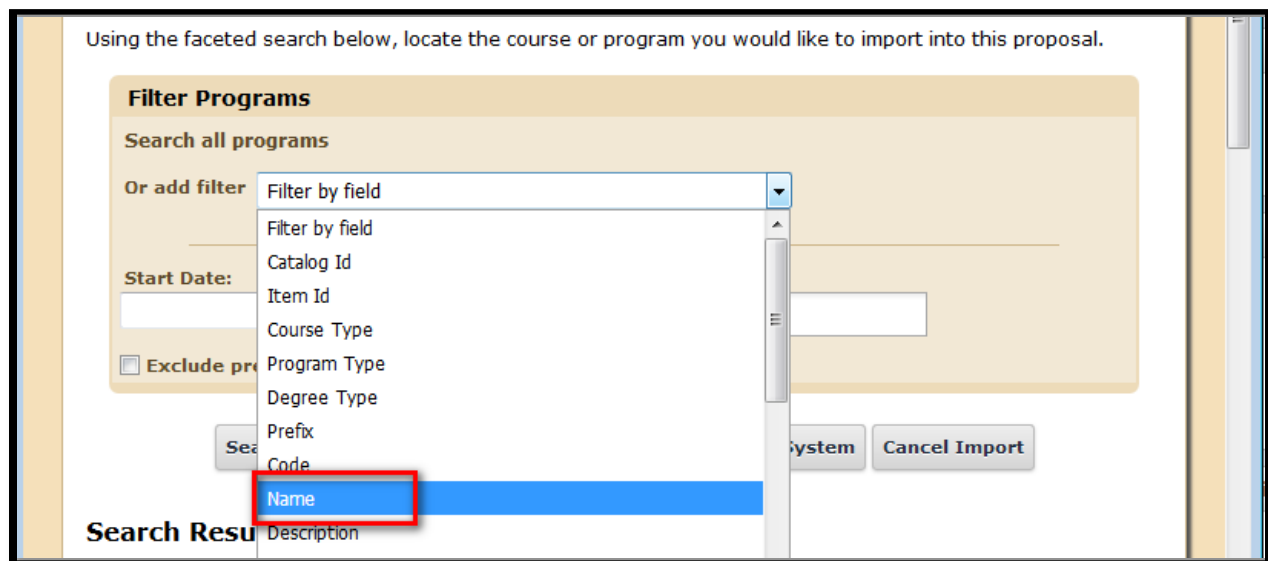 Using the faceted search below, locate the course or program you would like to import into this proposal.
Filter Programs
Search all programs
Or add filter Filter by field
Filter by field
Catalog Id
Start Date:
Item Id
Course Type
Exclude Program Type
Degree Type
Prefix
Cancel Import
Code
Name
Search Description